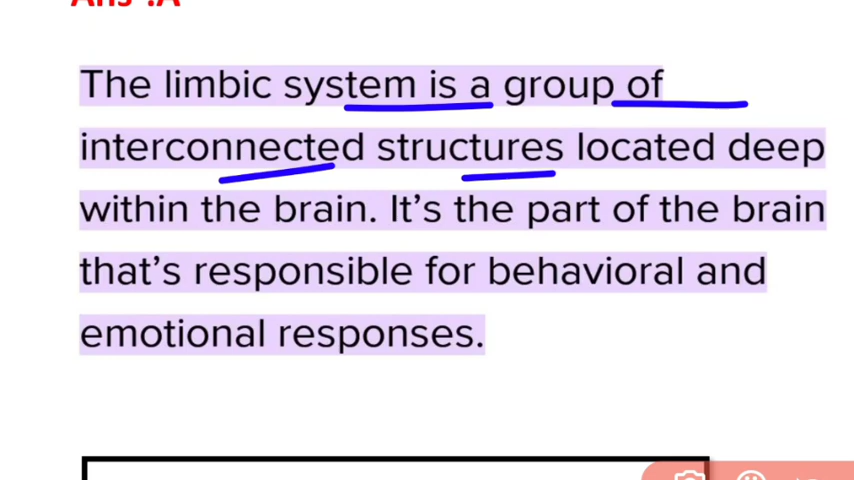 Ans :A
The limbic system is a group of
interconnected structures located deep
within the brain. It’s the part of the brain
that’s responsible for behavioral and
emotional responses.